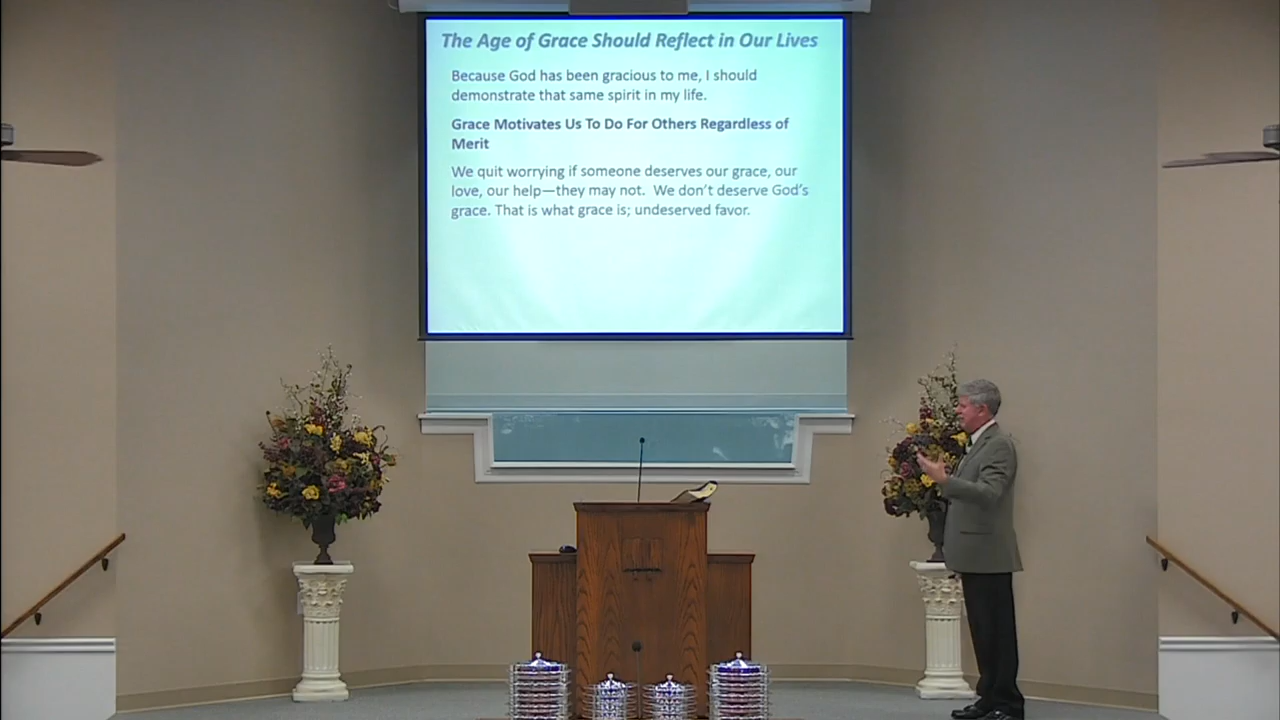 The Age of Grace Should Reflect in Our Lives
Because God has been gracious to me, I should
demonstrate that same spirit in my life.
Grace Motivates Us To Do For Others Regardless of
Merit
We quit worrying if someone deserves our grace, our
love, our help—they may not.  We don't deserve God's
grace. That is what grace is; undeserved favor.